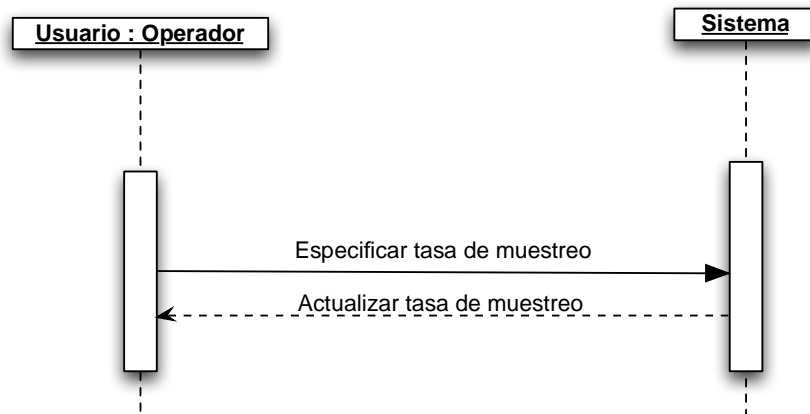 Usuario : Operador
Sistema
Especificar tasa de muestreo
Actualizar tasa de muestreo